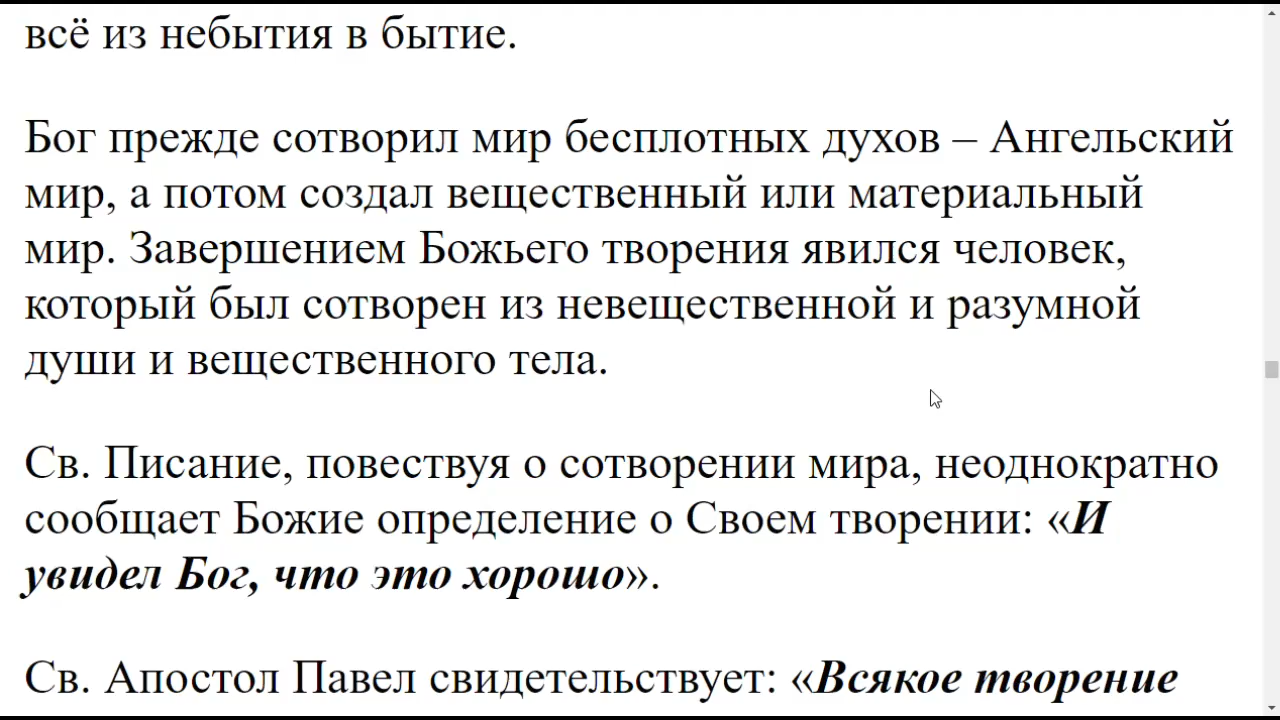 всё из небытия в бытие.
Бог прежде сотворил мир бесплотных духов – Ангельский
мир, а потом создал вещественный или материальный
мир. Завершением Божьего творения явился человек,
который был сотворен из невещественной и разумной
души и вещественного тела.
Св. Писание, повествуя о сотворении мира, неоднократно
сообщает Божие определение о Своем творении: «И
увидел Бог, что это хорошо».
Св. Апостол Павел свидетельствует: «Всякое творение